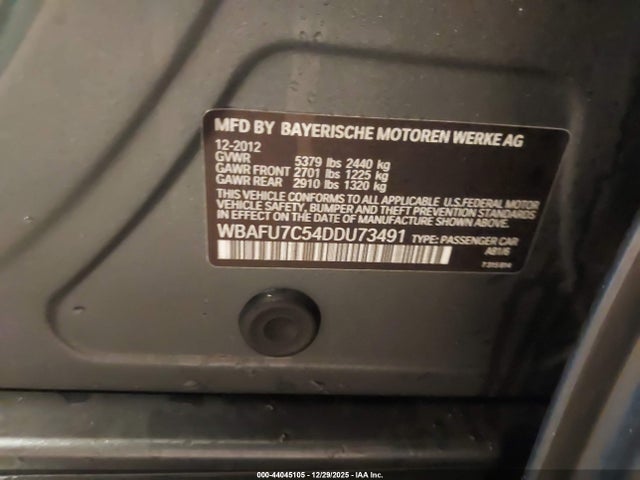 MFD BY BAYERISCHE MOTOREN WERKE AG
12-2012
GVWR 5379 lbs 2440 kg
GAWR FRONT 2701 lbs 1225 kg
GAWR REAR 2910 lbs 1320 kg
THIS VEHICLE CONFORMS TO ALL APPLICABLE U.S. FEDERAL MOTOR
VEHICLE SAFETY, BUMPER AND THEFT PREVENTION STANDARDS
IN EFFECT ON THE DATE OF MANUFACTURE SHOWN ABOVE.
WBAFU7C54DDU73491 TYPE: PASSENGER CAR
000-44045105 - 12/29/2025 - IAA Inc.